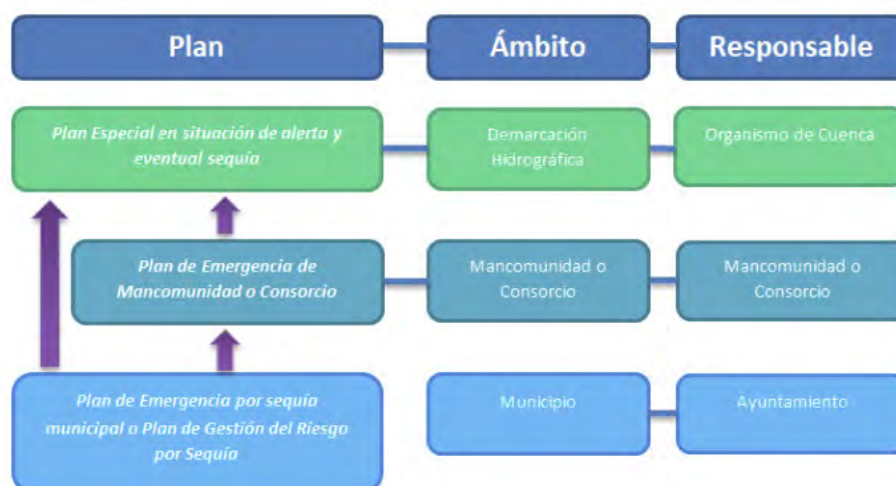 Plan
Ámbito
Responsable
Plan Especial en situación de alerta y
eventual sequía
Demarcación
Hidrográfica
Organismo de Cuenca
Plan de Emergencia de
Mancomunidad o Consorcio
Mancomunidad o
Consorcio
Mancomunidad o
Consorcio
Plan de Emergencia por sequía
municipal o Plan de Gestión del Riesgo
por Sequía
Municipio
Ayuntamiento